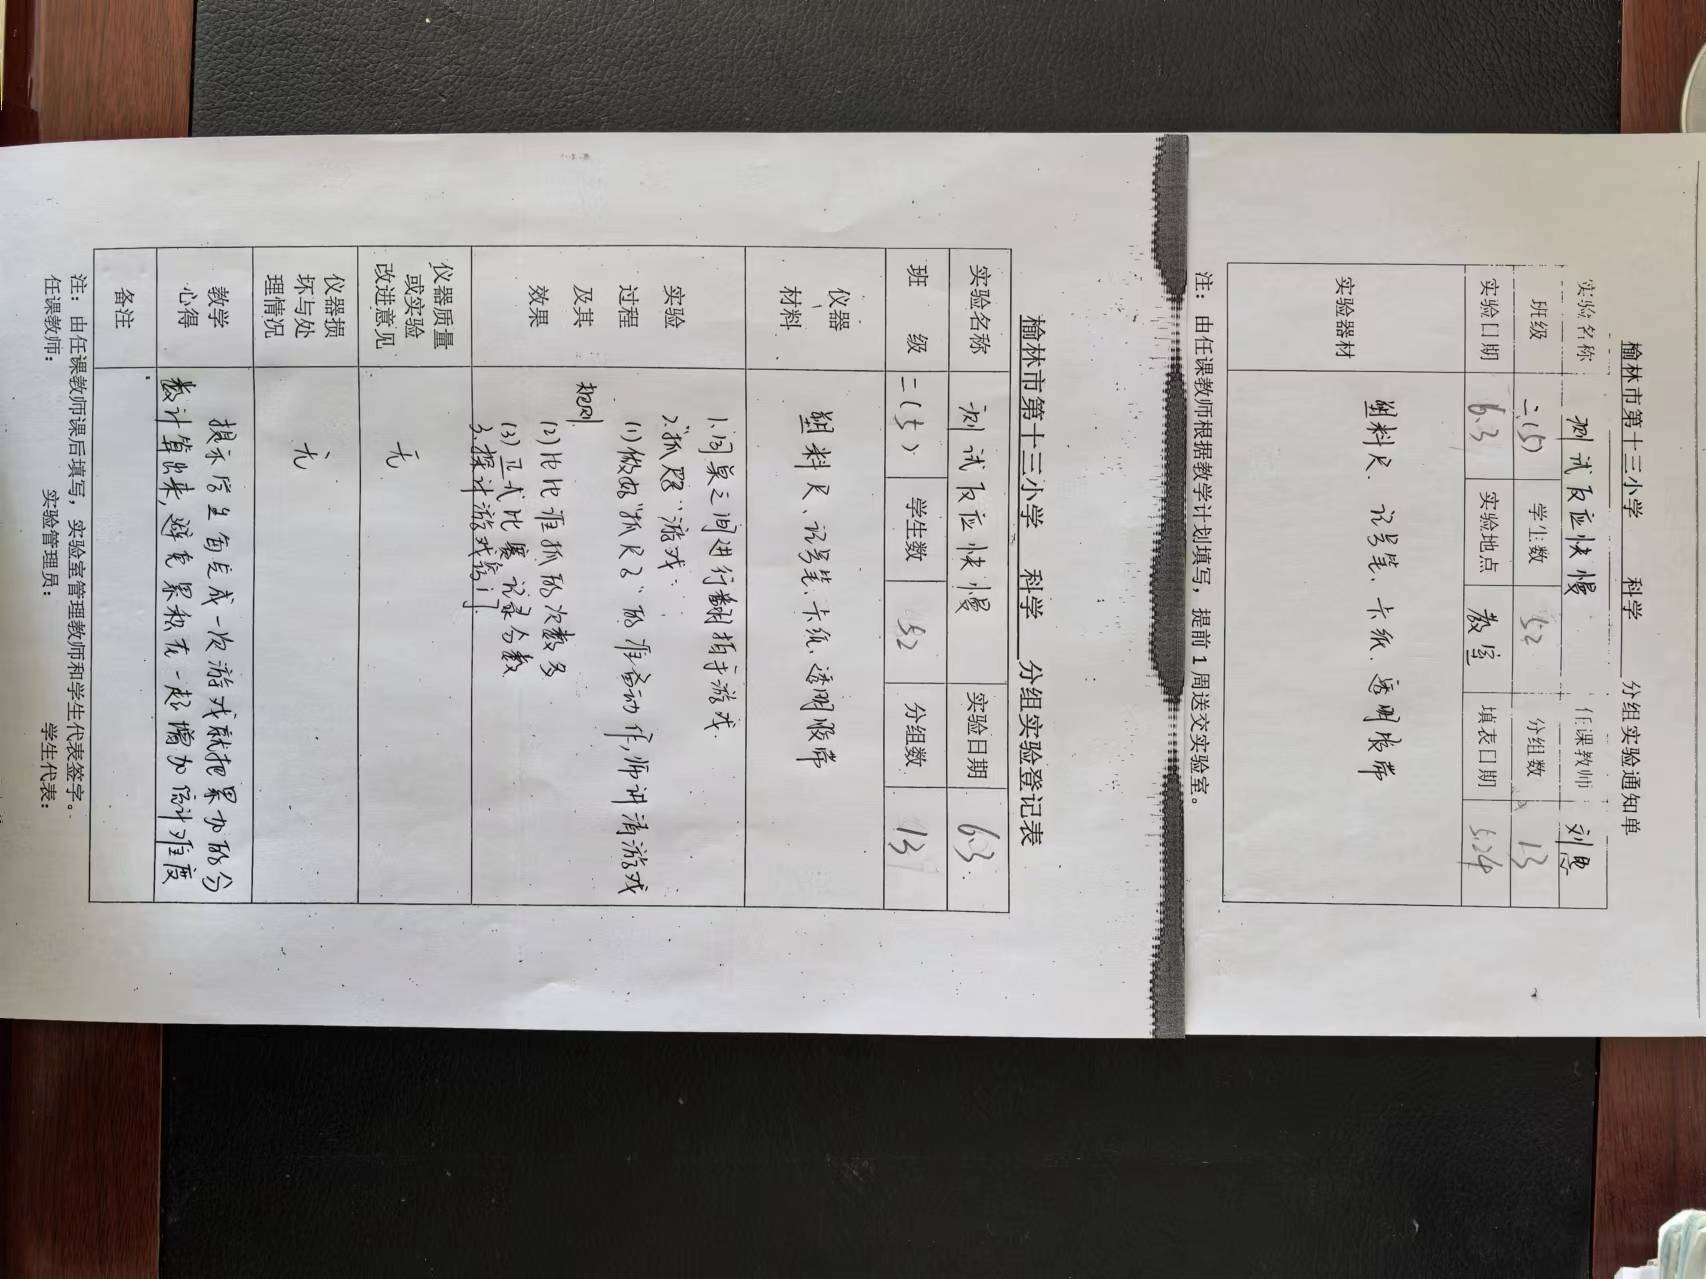 榆林市第十三小学 科学 分组实验通知单
实验名称 测试反应快慢 任课教师 刘
班级 二(5) 学生数 52 分组数 13
实验日期 6.3 实验地点 教室 填表日期 5.24
实验器材 塑料尺、记号笔、卡纸、透明胶带
注：由任课教师根据教学计划填写，提前1周送交实验室。
榆林市第十三小学 科学 分组实验登记表
实验名称 测试反应快慢 实验日期 6.3.
班 级 二(5) 学生数 52 分组数 13
仪器
材料
塑料尺、记号笔、卡纸、透明胶带
实验
过程
及其
效果
1.同桌之间进行翻指手游戏.
2.“抓尺子”游戏:
(1)做好“抓尺子”的准备动作,师讲清游戏
规则
(2)比比谁抓的次数多
(3)正式比赛 记录分数
3.探讨游戏窍门
仪器质量
或实验
改进意见
无
仪器损
坏与处
理情况
无
教学
心得
提示学生每完成一次游戏就把累加的分
数计算出来,避免累积在一起增加统计难度
备注
注：由任课教师课后填写，实验室管理教师和学生代表签字。
任课教师： 实验管理员： 学生代表：